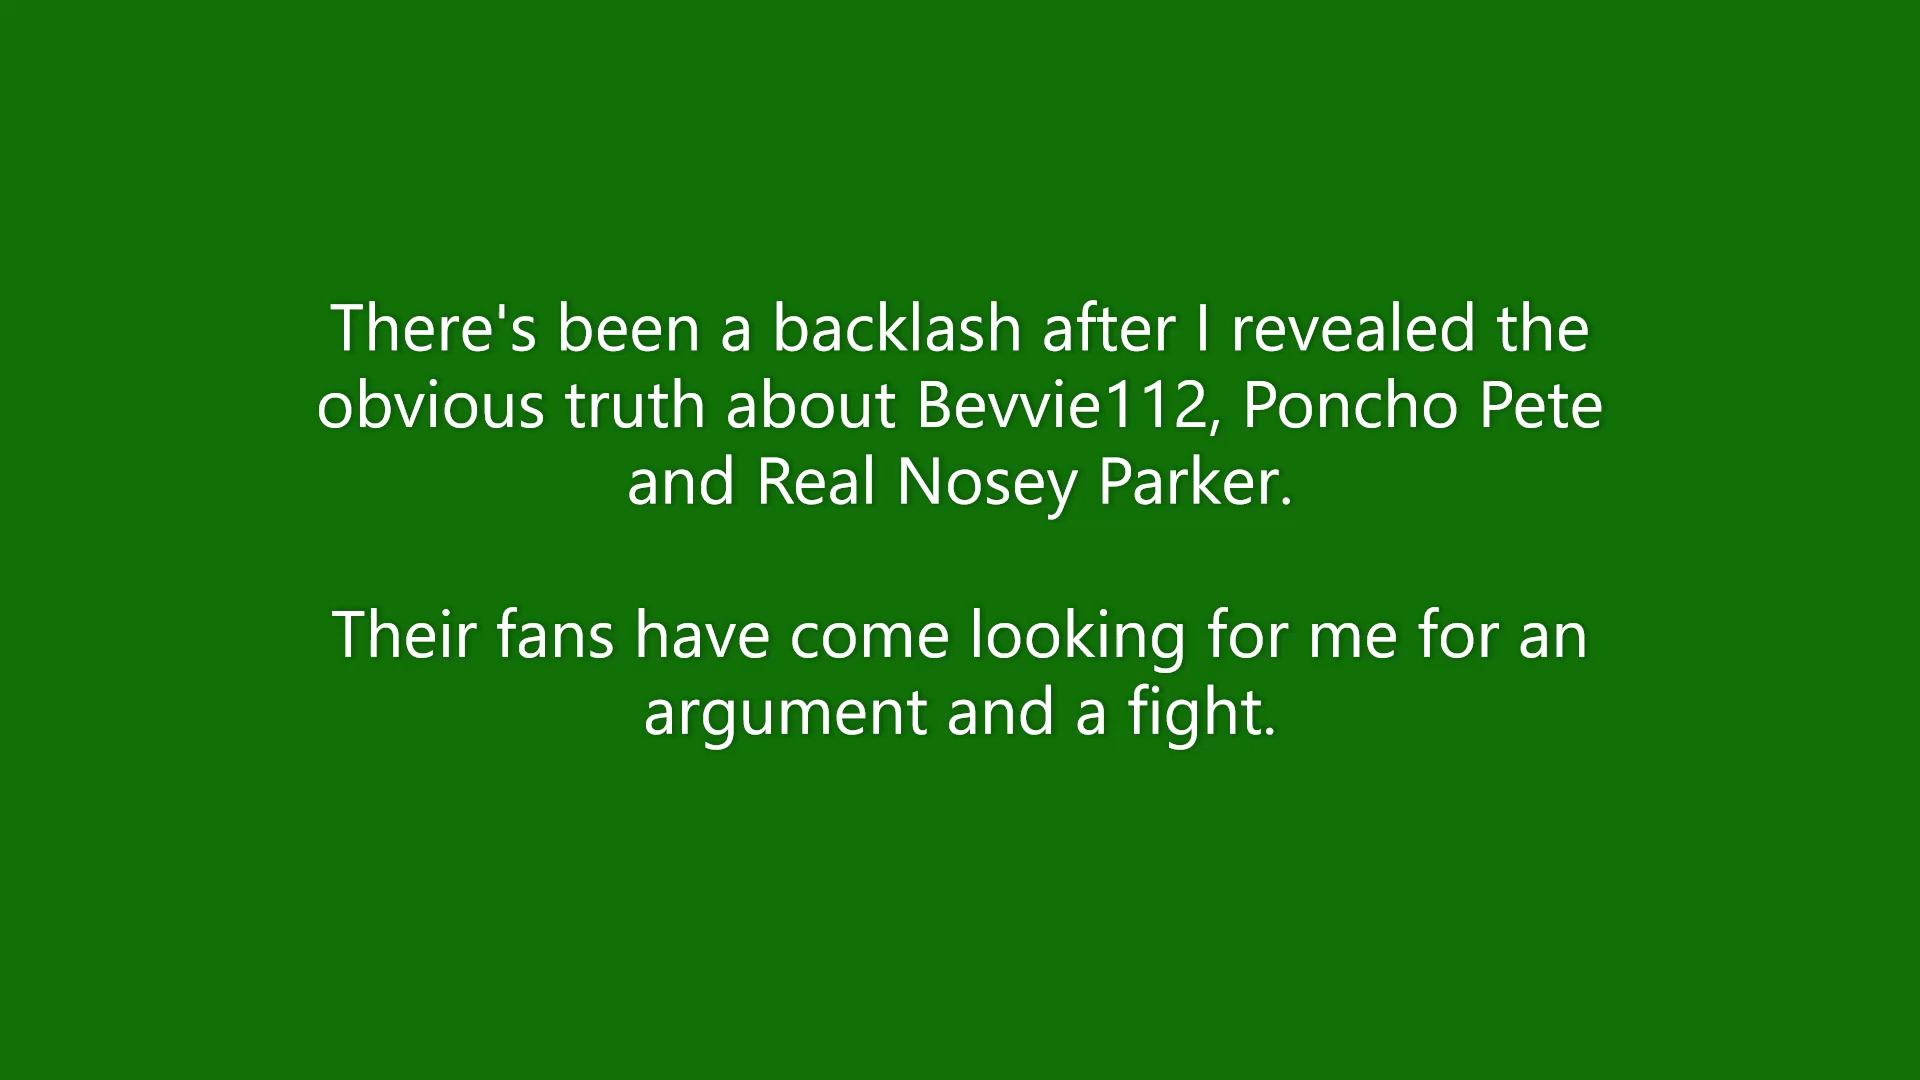 There's been a backlash after I revealed the
obvious truth about Bevvie112, Poncho Pete
and Real Nosey Parker.
Their fans have come looking for me for an
argument and a fight.